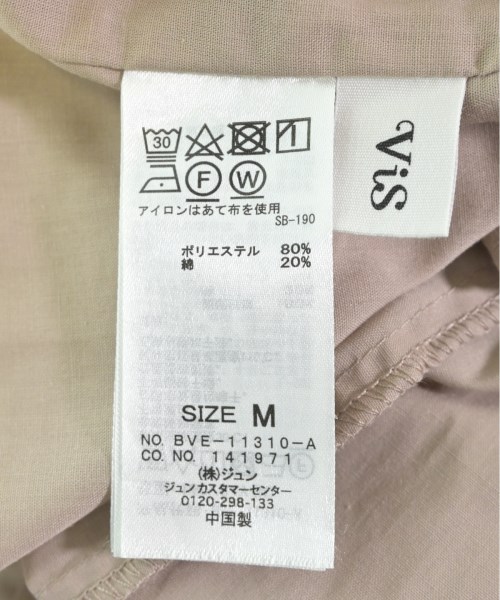 30
F
W
アイロンはあて布を使用
SB-190
ポリエステル 80%
綿 20%
SIZE M
NO. BVE-11310-A
CO. NO. 141971
(株)ジュン
ジュンカスタマーセンター
0120-298-133
中国製
ViS